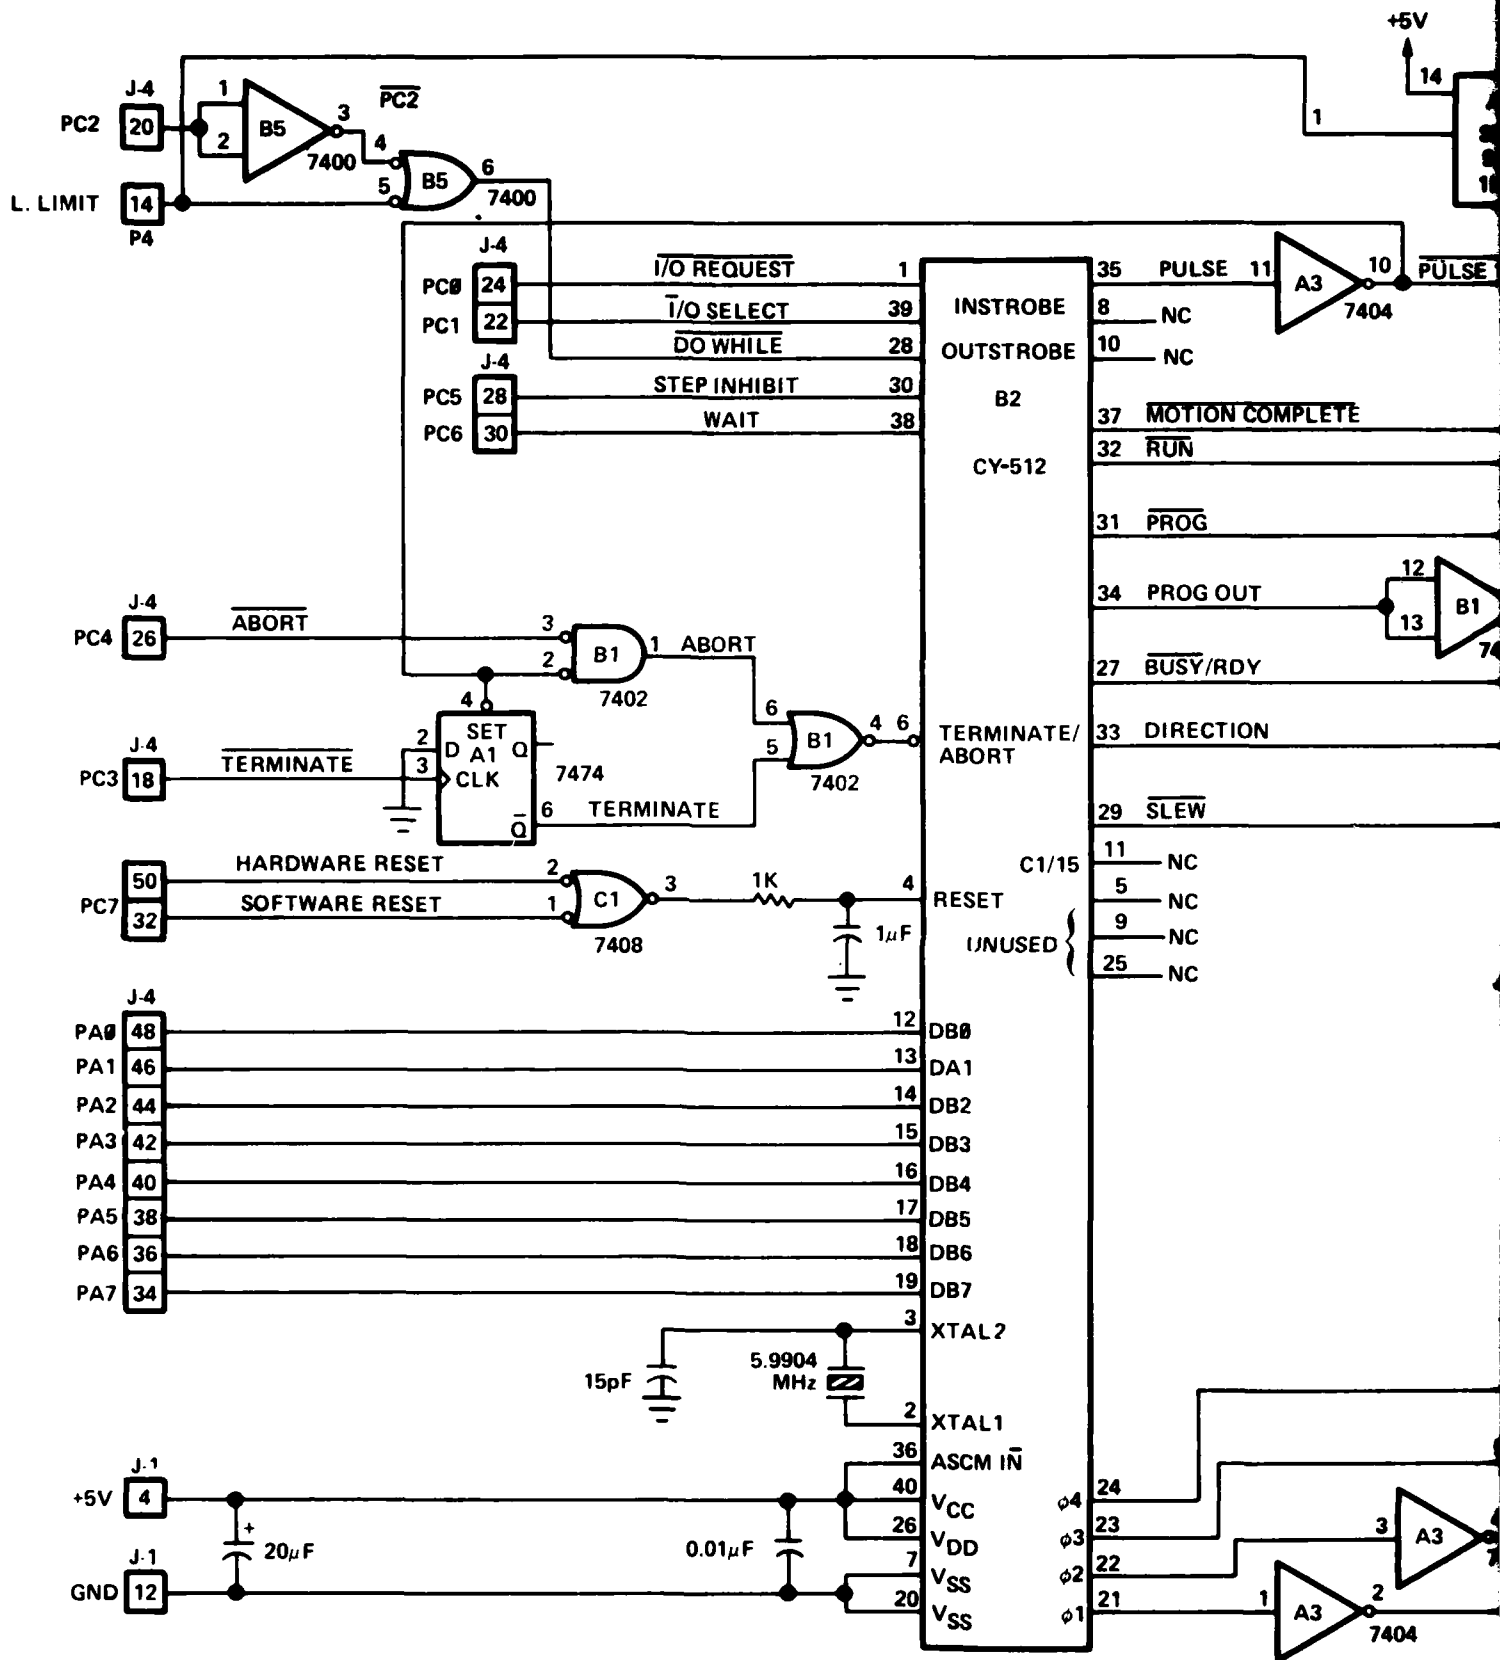 +5V
14
1
J-4
PC2 20
1
2
B5
3
7400
PC2
4
5
B5
6
7400
L. LIMIT 14
P4
J-4
PCØ 24 I/O REQUEST 1
PC1 22 I/O SELECT 39
DO WHILE 28
J-4
PC5 28 STEP INHIBIT 30
PC6 30 WAIT 38
INSTROBE
OUTSTROBE
B2
CY-512
35 PULSE 11 A3 10 PULSE
7404
8 NC
10 NC
37 MOTION COMPLETE
32 RUN
31 PROG
34 PROG OUT
12
13
B1
27 BUSY/RDY
33 DIRECTION
29 SLEW
C1/15 11 NC
5 NC
UNUSED
9 NC
25 NC
J-4
PC4 26 ABORT 3
2
B1
7402
1 ABORT
6
5
B1
7402
4 6
TERMINATE/
ABORT
J-4
PC3 18 TERMINATE
4
SET
2 D A1 Q
3 CLK
7474
Q 6 TERMINATE
PC7
50 HARDWARE RESET 2
32 SOFTWARE RESET 1
C1
7408
3
1K
4 RESET
1µF
J-4
PAØ 48 12 DBØ
PA1 46 13 DA1
PA2 44 14 DB2
PA3 42 15 DB3
PA4 40 16 DB4
PA5 38 17 DB5
PA6 36 18 DB6
PA7 34 19 DB7
3 XTAL2
15pF
5.9904
MHz
2 XTAL1
36 ASCM IN
J-1
+5V 4
40 VCC
26 VDD
20µF
+
0.01µF
J-1
GND 12
7 VSS
20 VSS
φ4 24
φ3 23
φ2 22 3 A3
φ1 21 1 A3 2
7404